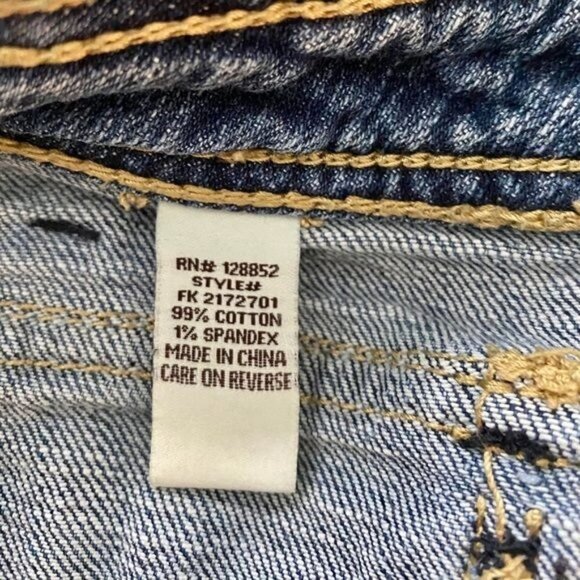 RN# 128852
STYLE#
FK 2172701
99% COTTON
1% SPANDEX
MADE IN CHINA
CARE ON REVERSE